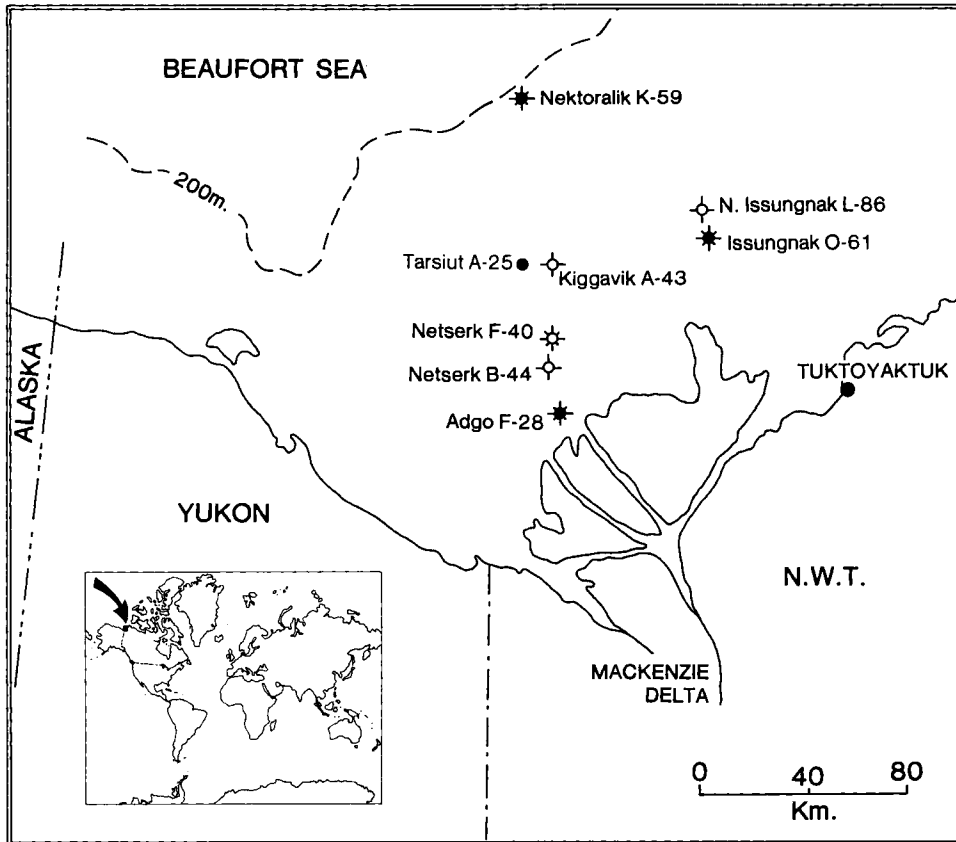 BEAUFORT SEA
Nektoralik K-59
200m.
N. Issungnak L-86
Issungnak O-61
Tarsiut A-25
Kiggavik A-43
Netserk F-40
Netserk B-44
Adgo F-28
TUKTOYAKTUK
ALASKA
YUKON
N.W.T.
MACKENZIE
DELTA
0 40 80
Km.